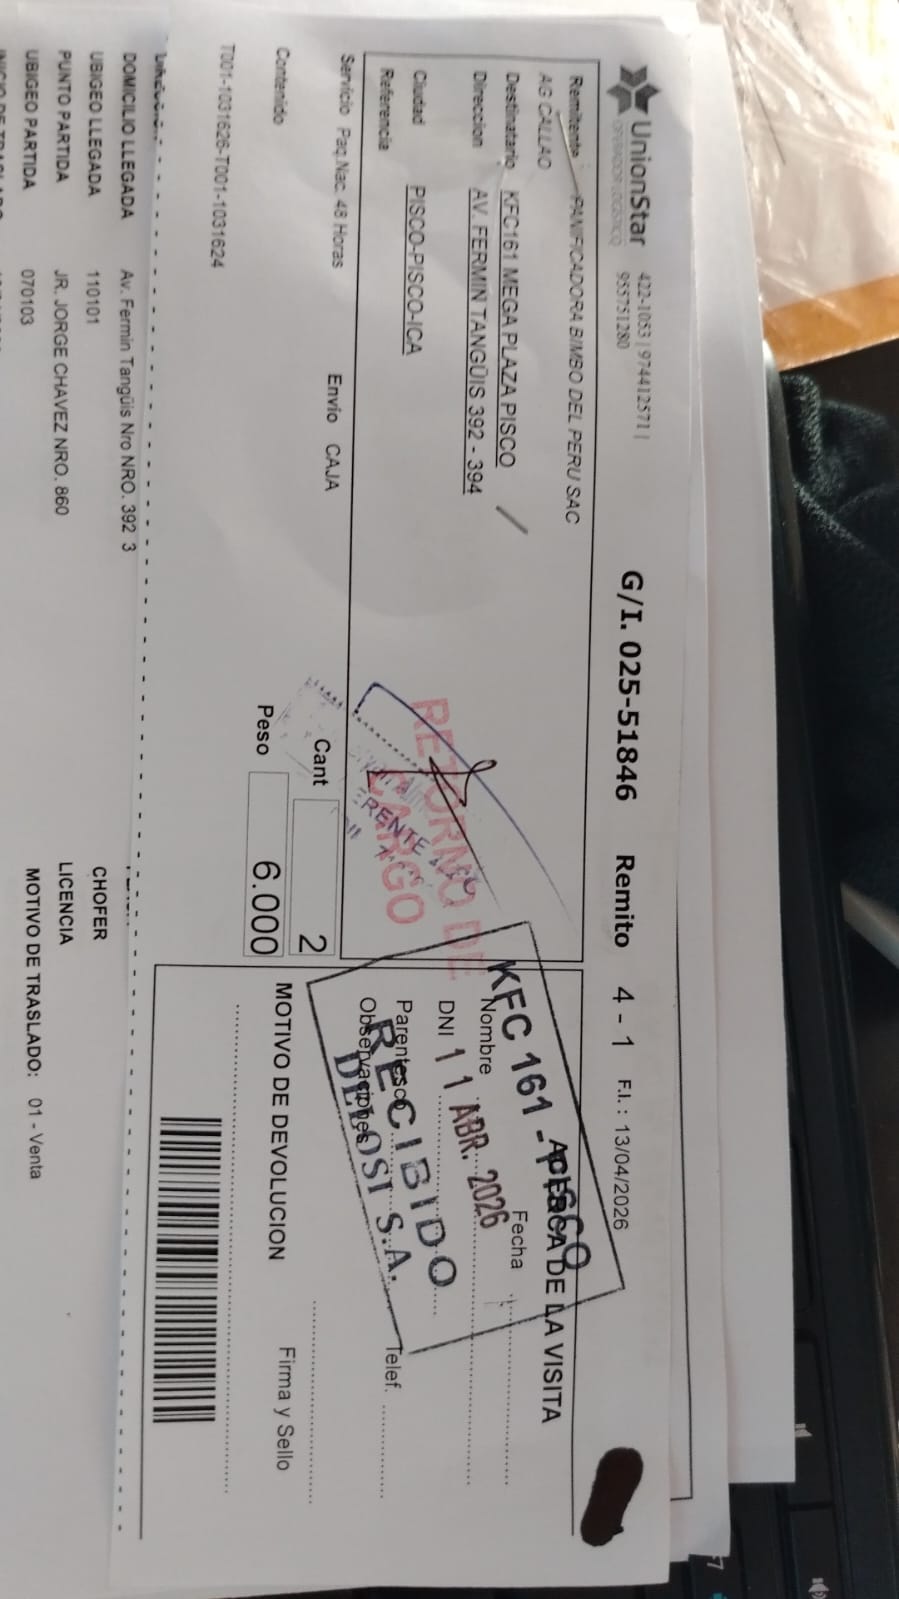 UnionStar
OPERADOR LOGISTICO
422-1053 | 974412571 |
955751280
G/I. 025-51846 Remito 4 - 1 F.I. : 13/04/2026
Remitente PANIFICADORA BIMBO DEL PERU SAC
AG CALLAO
Destinatario KFC161 MEGA PLAZA PISCO
Direccion AV. FERMIN TANGÜIS 392 - 394
Ciudad PISCO-PISCO-ICA
Referencia
Servicio Paq.Nac. 48 Horas Envío CAJA
Cant 2
Contenido
Peso 6.000
T001-1031626-T001-1031624
RETORNO DE
CARGO
ACERCA DE LA VISITA
Nombre
Fecha
DNI
Parentesco
Telef.
Observaciones
KFC 161 - PISCO
11 ABR. 2026
RECIBIDO
DELOSI S.A.
MOTIVO DE DEVOLUCION
Firma y Sello
DOMICILIO LLEGADA Av. Fermin Tangüis Nro NRO. 392 3
UBIGEO LLEGADA 110101
CHOFER
PUNTO PARTIDA JR. JORGE CHAVEZ NRO. 860
LICENCIA
UBIGEO PARTIDA 070103
MOTIVO DE TRASLADO: 01 - Venta